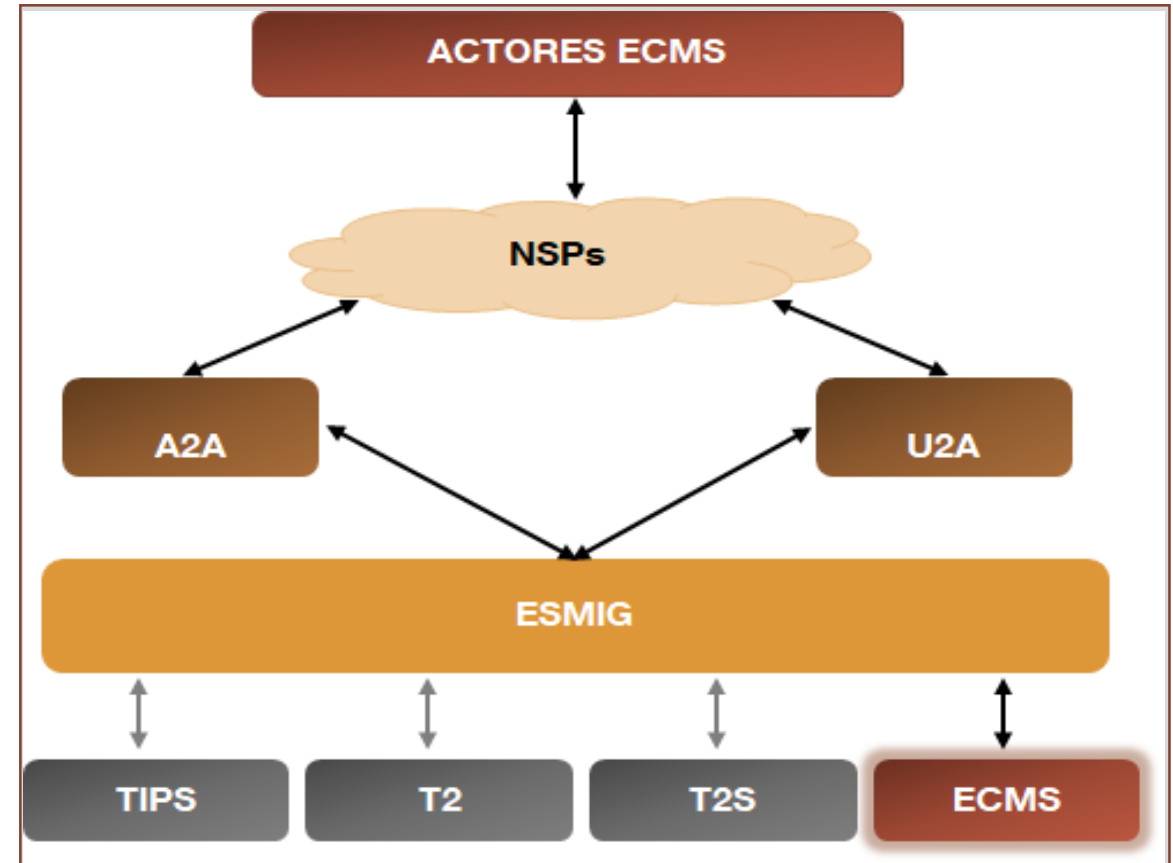 ACTORES ECMS
NSPs
A2A
U2A
ESMIG
TIPS
T2
T2S
ECMS